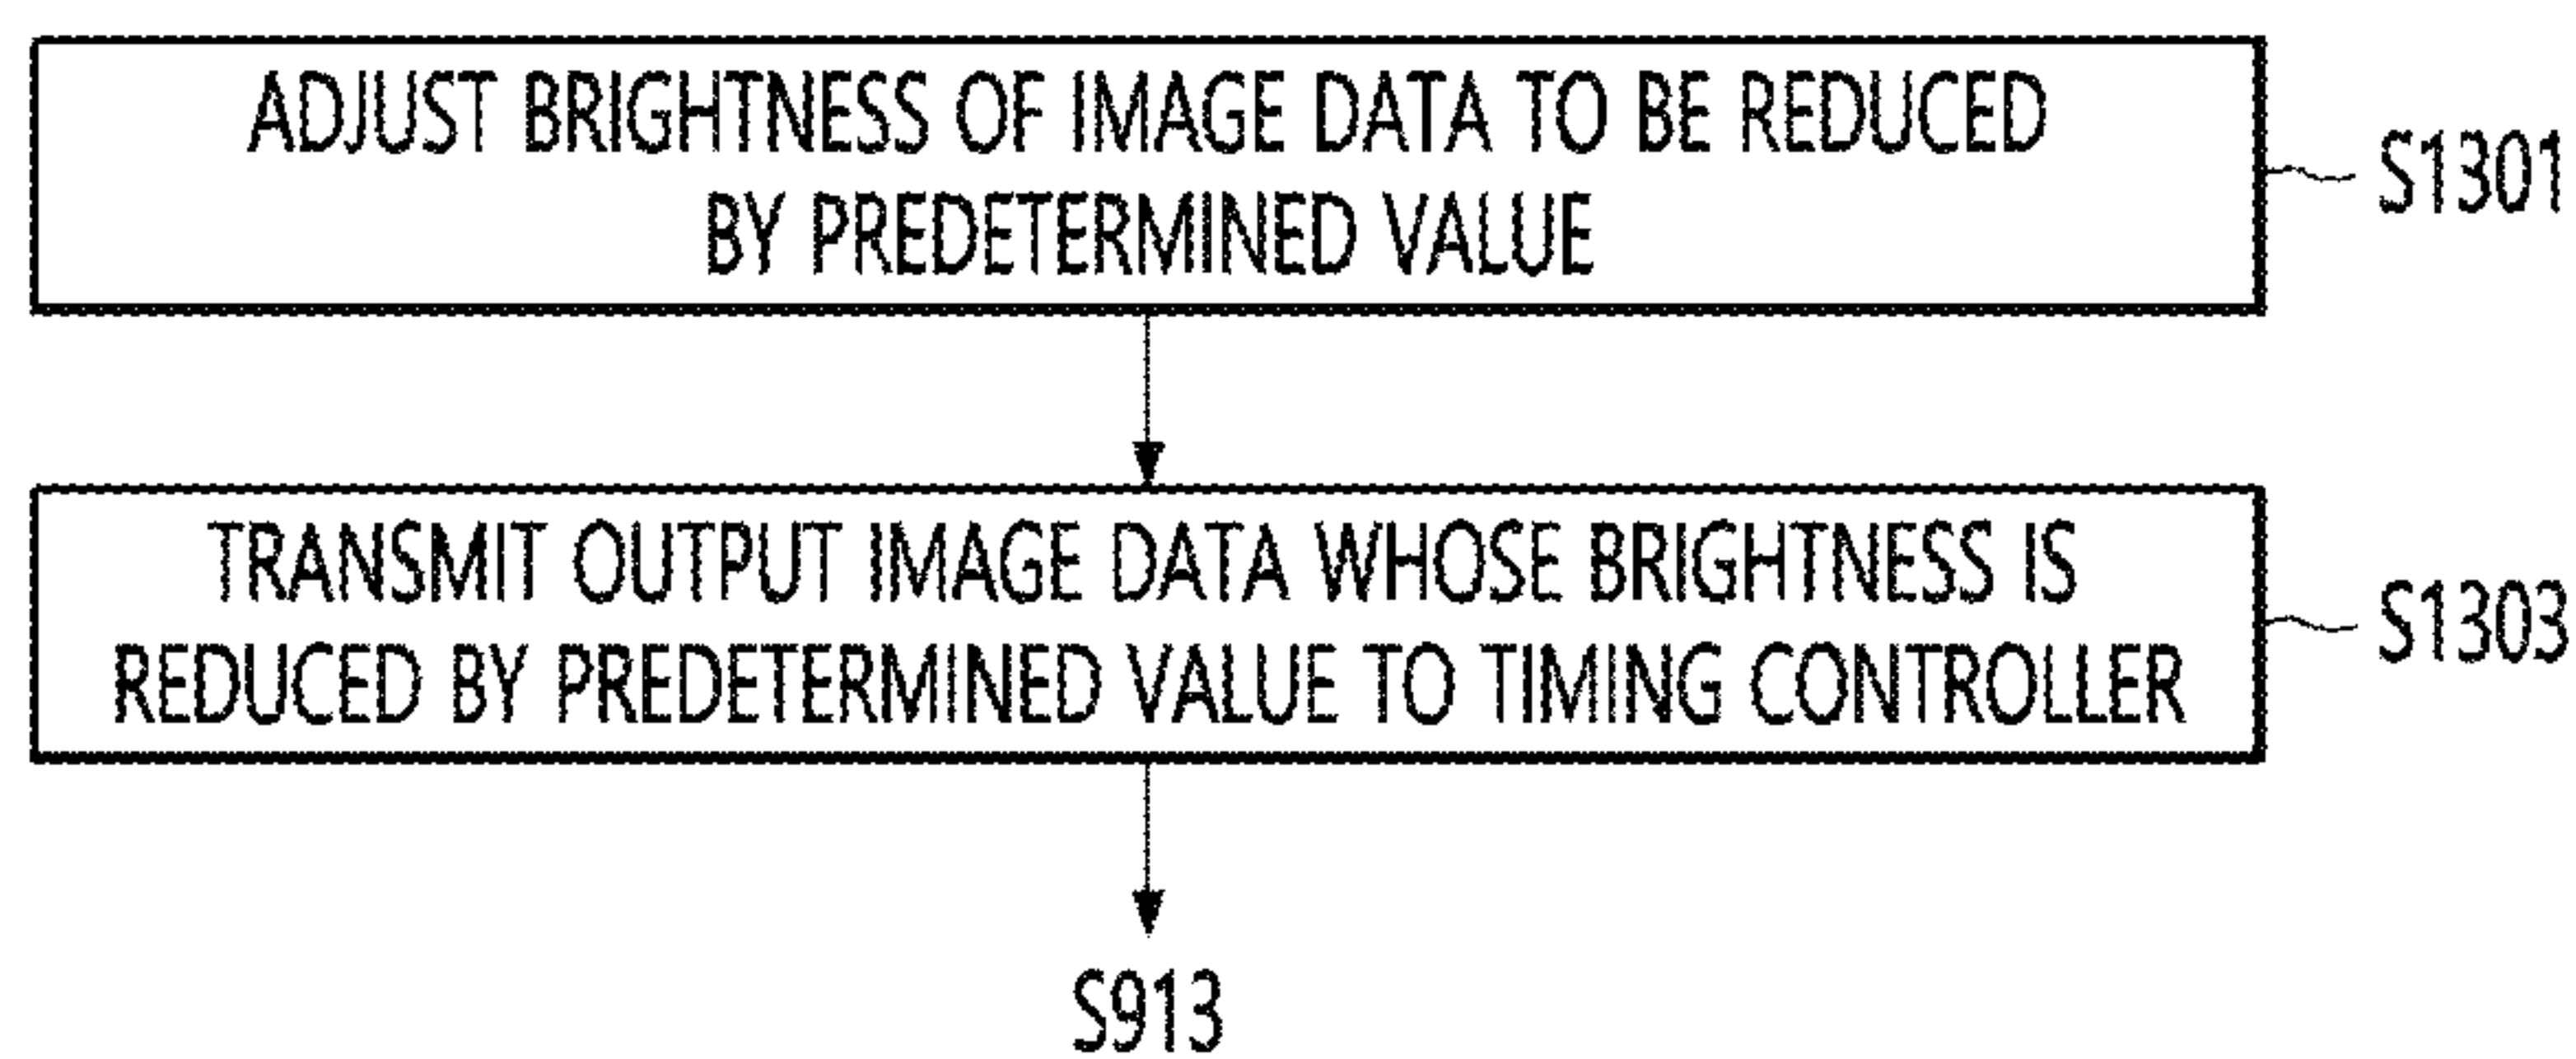 ADJUST BRIGHTNESS OF IMAGE DATA TO BE REDUCED
BY PREDETERMINED VALUE
S1301
TRANSMIT OUTPUT IMAGE DATA WHOSE BRIGHTNESS IS
REDUCED BY PREDETERMINED VALUE TO TIMING CONTROLLER
S1303
S913